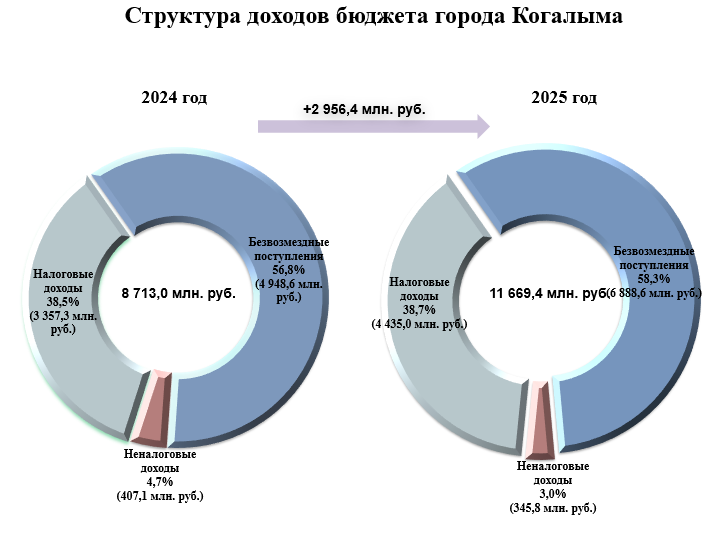 Структура доходов бюджета города Когалыма
2024 год
+2 956,4 млн. руб.
2025 год
Безвозмездные
поступления
56,8%
(4 948,6 млн.
руб.)
Налоговые
доходы
38,5%
(3 357,3 млн.
руб.)
8 713,0 млн. руб.
Неналоговые
доходы
4,7%
(407,1 млн. руб.)
Безвозмездные
поступления
58,3%
(6 888,6 млн. руб.)
Налоговые
доходы
38,7%
(4 435,0 млн. руб.)
11 669,4 млн. руб.
Неналоговые
доходы
3,0%
(345,8 млн. руб.)